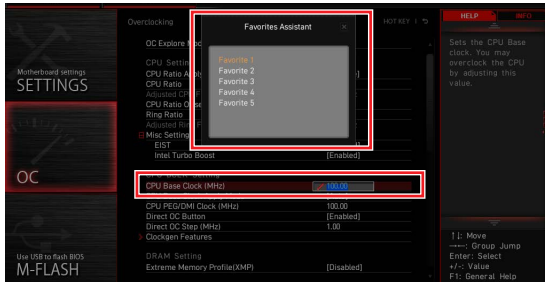 Overclocking
HOT KEY
HELP
INFO
Favorites Assistant
Favorite 1
Favorite 2
Favorite 3
Favorite 4
Favorite 5
Motherboard settings
SETTINGS
OC
Use USB to flash BIOS
M-FLASH
OC Explore
CPU Setting
CPU Ratio
CPU Ratio
Adjusted
CPU Ratio
Ring Ratio
Adjusted
Misc Setting
EIST
Intel Turbo Boost [Enabled]
Setting
CPU Base Clock (MHz) 100.00
CPU PEG/DMI Clock (MHz) 100.00
Direct OC Button [Enabled]
Direct OC Step (MHz) 1.00
Clockgen Features
DRAM Setting
Extreme Memory Profile(XMP) [Disabled]
Sets the CPU Base
clock. You may
overclock the CPU
by adjusting this
value.
↑↓: Move
→←: Group Jump
Enter: Select
+/-: Value
F1: General Help